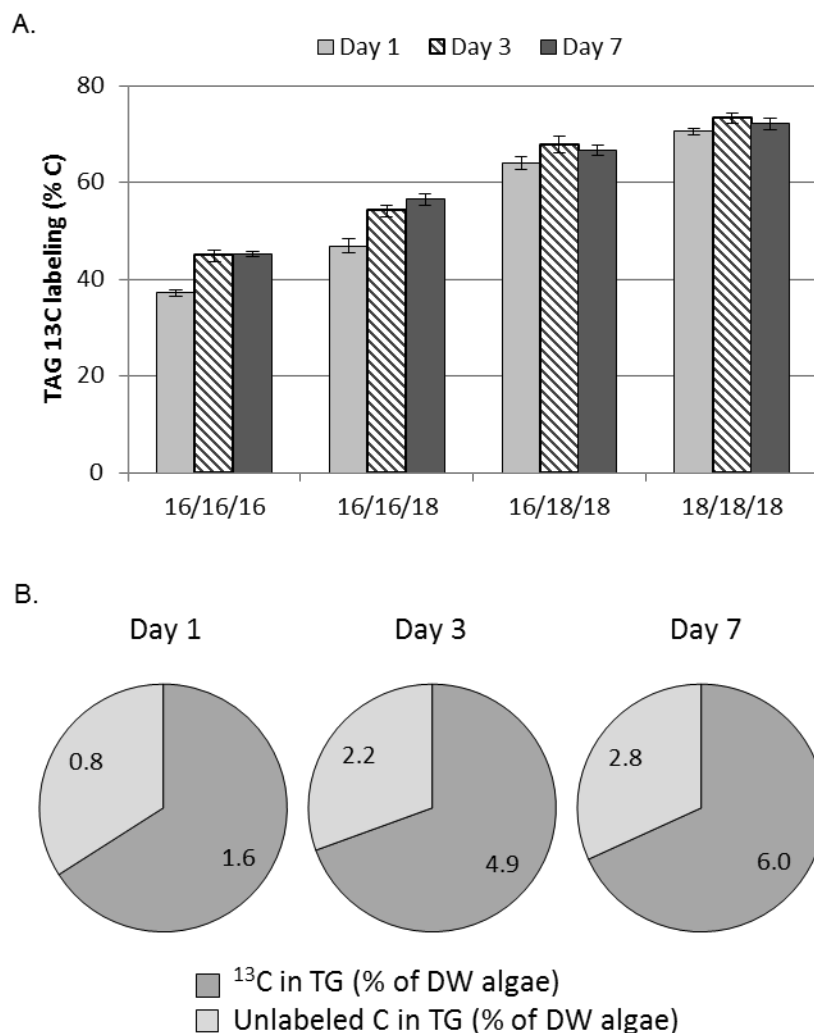 A.
Day 1 Day 3 Day 7
TAG 13C labeling (% C)
80
60
40
20
0
16/16/16 16/16/18 16/18/18 18/18/18
B.
Day 1 Day 3 Day 7
0.8 1.6
2.2 4.9
2.8 6.0
¹³C in TG (% of DW algae)
Unlabeled C in TG (% of DW algae)